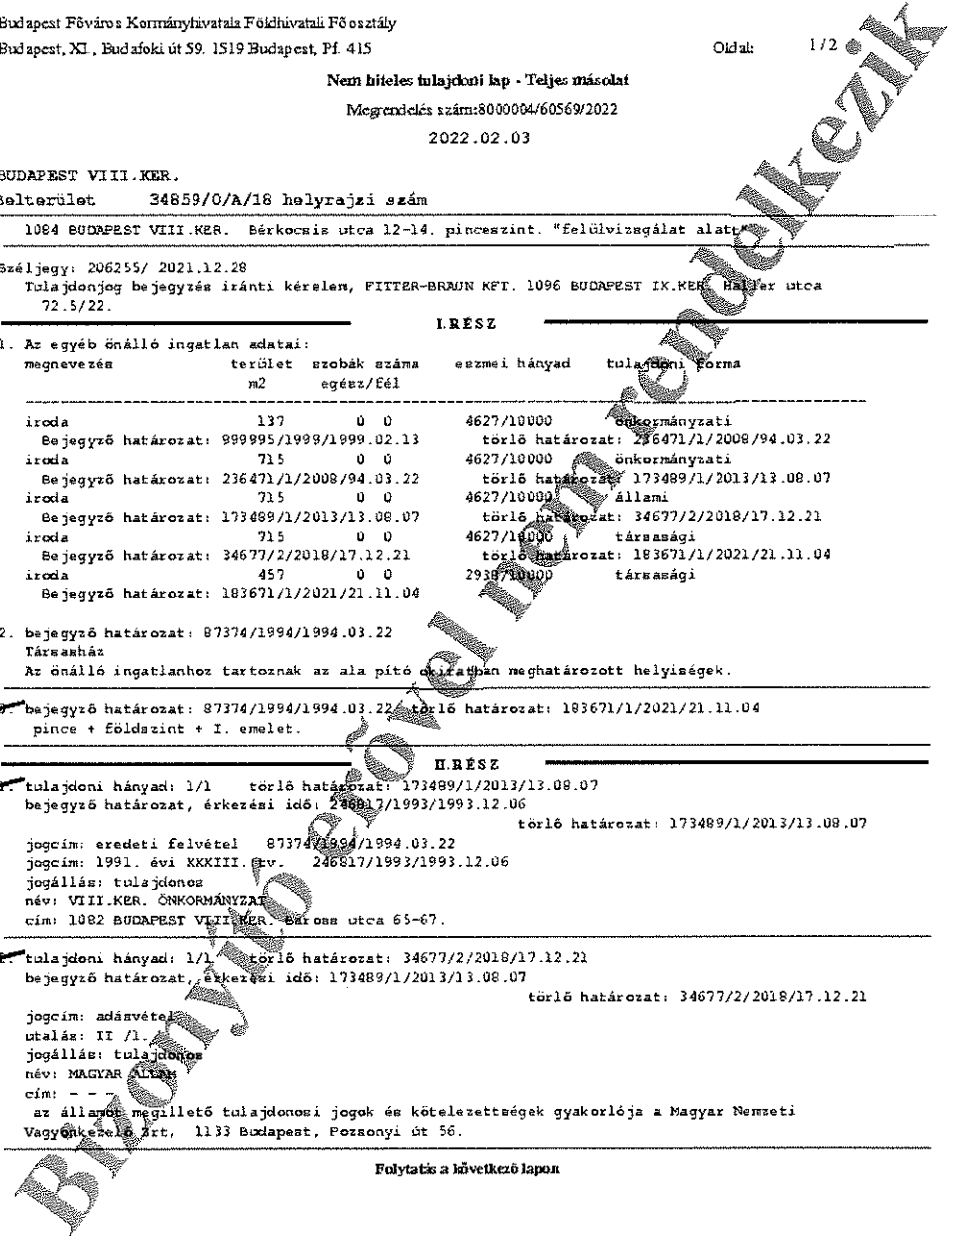 Budapest Főváros Kormányhivatala Földhivatali Főosztály
Budapest, XI., Budafoki út 59. 1519 Budapest, Pf. 415
Oldal: 1/2
Nem hiteles tulajdoni lap - Teljes másolat
Megrendelés szám:8000004/60569/2022
2022.02.03
BUDAPEST VIII.KER.
Belterület 34859/0/A/18 helyrajzi szám
1084 BUDAPEST VIII.KER. Bérkocsis utca 12-14. pinceszint. "felülvizsgálat alatt"
Széljegy: 206255/ 2021.12.28
Tulajdonjog bejegyzés iránti kérelem, FITTER-BRAUN KFT. 1096 BUDAPEST IX.KER. Haller utca
72.5/22.
I.RÉSZ
1. Az egyéb önálló ingatlan adatai:
megnevezés terület szobák száma eszmei hányad tulajdoni forma
m2 egész/fél
iroda 137 0 0 4627/10000 önkormányzati
Bejegyző határozat: 999995/1999/1999.02.13 törlő határozat: 236471/1/2008/94.03.22
iroda 715 0 0 4627/10000 önkormányzati
Bejegyző határozat: 236471/1/2008/94.03.22 törlő határozat: 173489/1/2013/13.08.07
iroda 715 0 0 4627/10000 állami
Bejegyző határozat: 173489/1/2013/13.08.07 törlő határozat: 34677/2/2018/17.12.21
iroda 715 0 0 4627/10000 társasági
Bejegyző határozat: 34677/2/2018/17.12.21 törlő határozat: 183671/1/2021/21.11.04
iroda 457 0 0 2938/10000 társasági
Bejegyző határozat: 183671/1/2021/21.11.04
2. bejegyző határozat: 87374/1994/1994.03.22
Társasház
Az önálló ingatlanhoz tartoznak az ala pító okiratban meghatározott helyiségek.
bejegyző határozat: 87374/1994/1994.03.22 törlő határozat: 183671/1/2021/21.11.04
pince + földszint + I. emelet.
II.RÉSZ
tulajdoni hányad: 1/1 törlő határozat: 173489/1/2013/13.08.07
bejegyző határozat, érkezési idő: 246817/1993/1993.12.06
törlő határozat: 173489/1/2013/13.08.07
jogcím: eredeti felvétel 87374/1994/1994.03.22
jogcím: 1991. évi XXXIII. tv. 246817/1993/1993.12.06
jogállás: tulajdonos
név: VIII.KER. ÖNKORMÁNYZAT
cím: 1082 BUDAPEST VIII.KER. Baross utca 65-67.
tulajdoni hányad: 1/1 törlő határozat: 34677/2/2018/17.12.21
bejegyző határozat, érkezési idő: 173489/1/2013/13.08.07
törlő határozat: 34677/2/2018/17.12.21
jogcím: adásvétel
utalás: II /1.
jogállás: tulajdonos
név: MAGYAR ÁLLAM
cím: - - -
az államot megillető tulajdonosi jogok és kötelezettségek gyakorlója a Magyar Nemzeti
Vagyonkezelő Zrt, 1133 Budapest, Pozsonyi út 56.
Folytatás a következő lapon
Bizonyító erővel nem rendelkezik